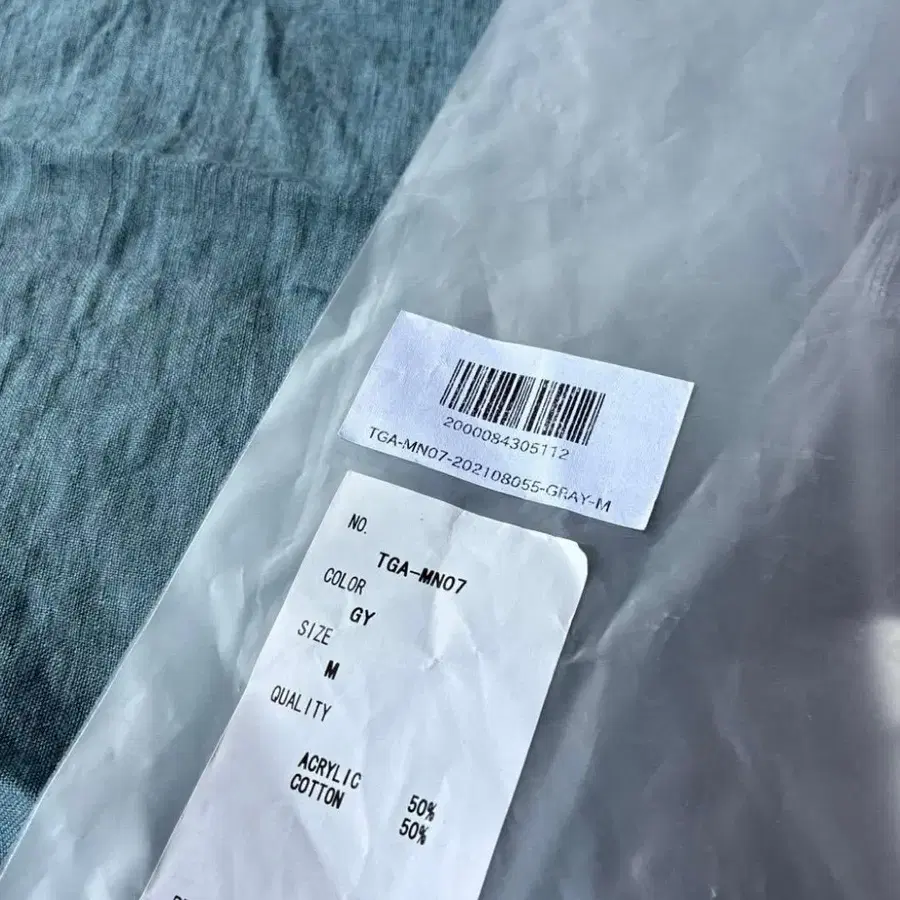 2000084305112
TGA-MN07-202108055-GRAY-M
NO.
TGA-MN07
COLOR
GY
SIZE
M
QUALITY
ACRYLIC 50%
COTTON 50%